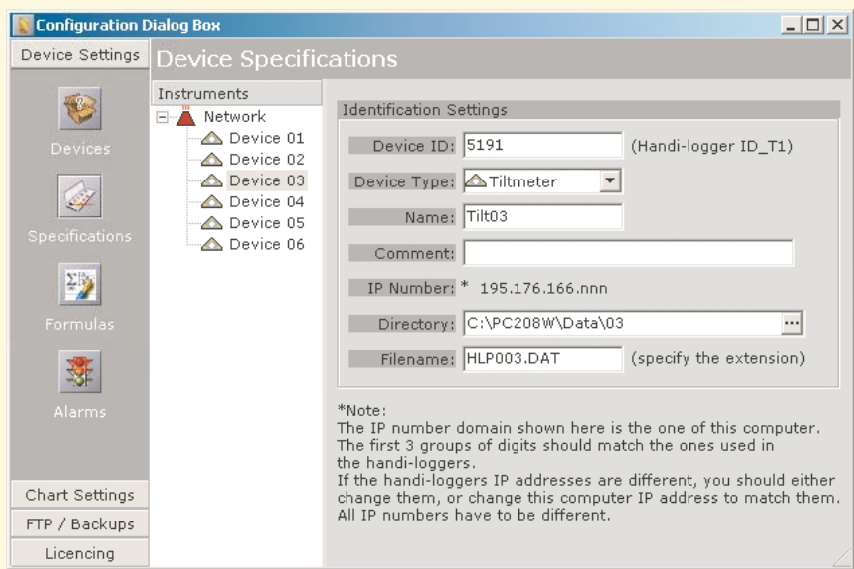 Configuration Dialog Box
Device Settings
Devices
Specifications
Formulas
Alarms
Chart Settings
FTP / Backups
Licencing
Device Specifications
Instruments
Network
Device 01
Device 02
Device 03
Device 04
Device 05
Device 06
Identification Settings
Device ID: 5191 (Handi-logger ID_T1)
Device Type: Tiltmeter
Name: Tilt03
Comment:
IP Number: * 195.176.166.nnn
Directory: C:\PC208W\Data\03 ...
Filename: HLP003.DAT (specify the extension)
*Note:
The IP number domain shown here is the one of this computer.
The first 3 groups of digits should match the ones used in
the handi-loggers.
If the handi-loggers IP addresses are different, you should either
change them, or change this computer IP address to match them.
All IP numbers have to be different.